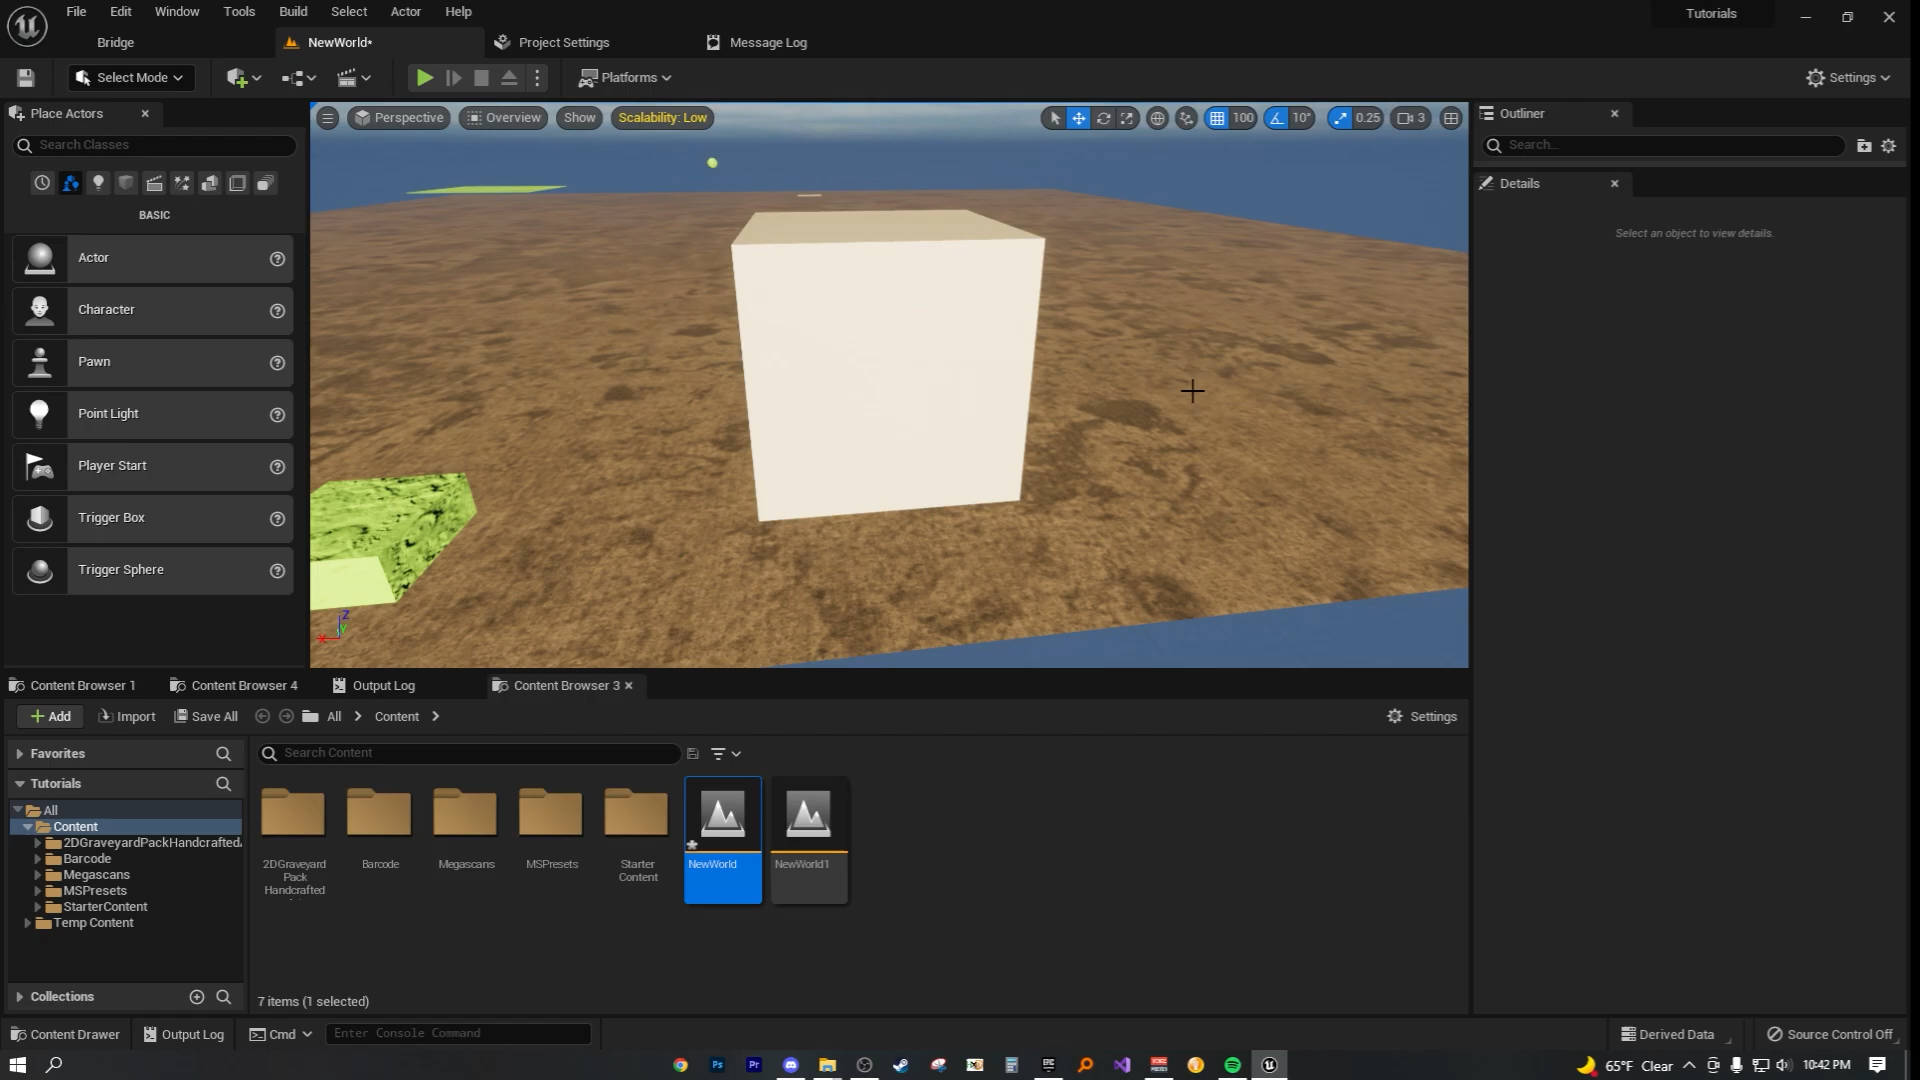 File Edit Window Tools Build Select Actor Help
Tutorials
Bridge
NewWorld*
Project Settings
Message Log
Select Mode
Platforms
Settings
Place Actors
Search Classes
BASIC
Actor
Character
Pawn
Point Light
Player Start
Trigger Box
Trigger Sphere
Perspective
Overview
Show
Scalability: Low
100
10°
0.25
3
Z
Y
X
Outliner
Search...
Details
Select an object to view details.
Content Browser 1
Content Browser 4
Output Log
Content Browser 3
Add
Import
Save All
All
Content
Settings
Favorites
Tutorials
All
Content
2DGraveyardPackHandcrafted
Barcode
Megascans
MSPresets
StarterContent
Temp Content
Collections
Search Content
2DGraveyard
Pack
Handcrafted
Barcode
Megascans
MSPresets
Starter
Content
NewWorld
NewWorld1
7 items (1 selected)
Content Drawer
Output Log
Cmd
Enter Console Command
Derived Data
Source Control Off
Ps
Pr
65°F Clear
10:42 PM